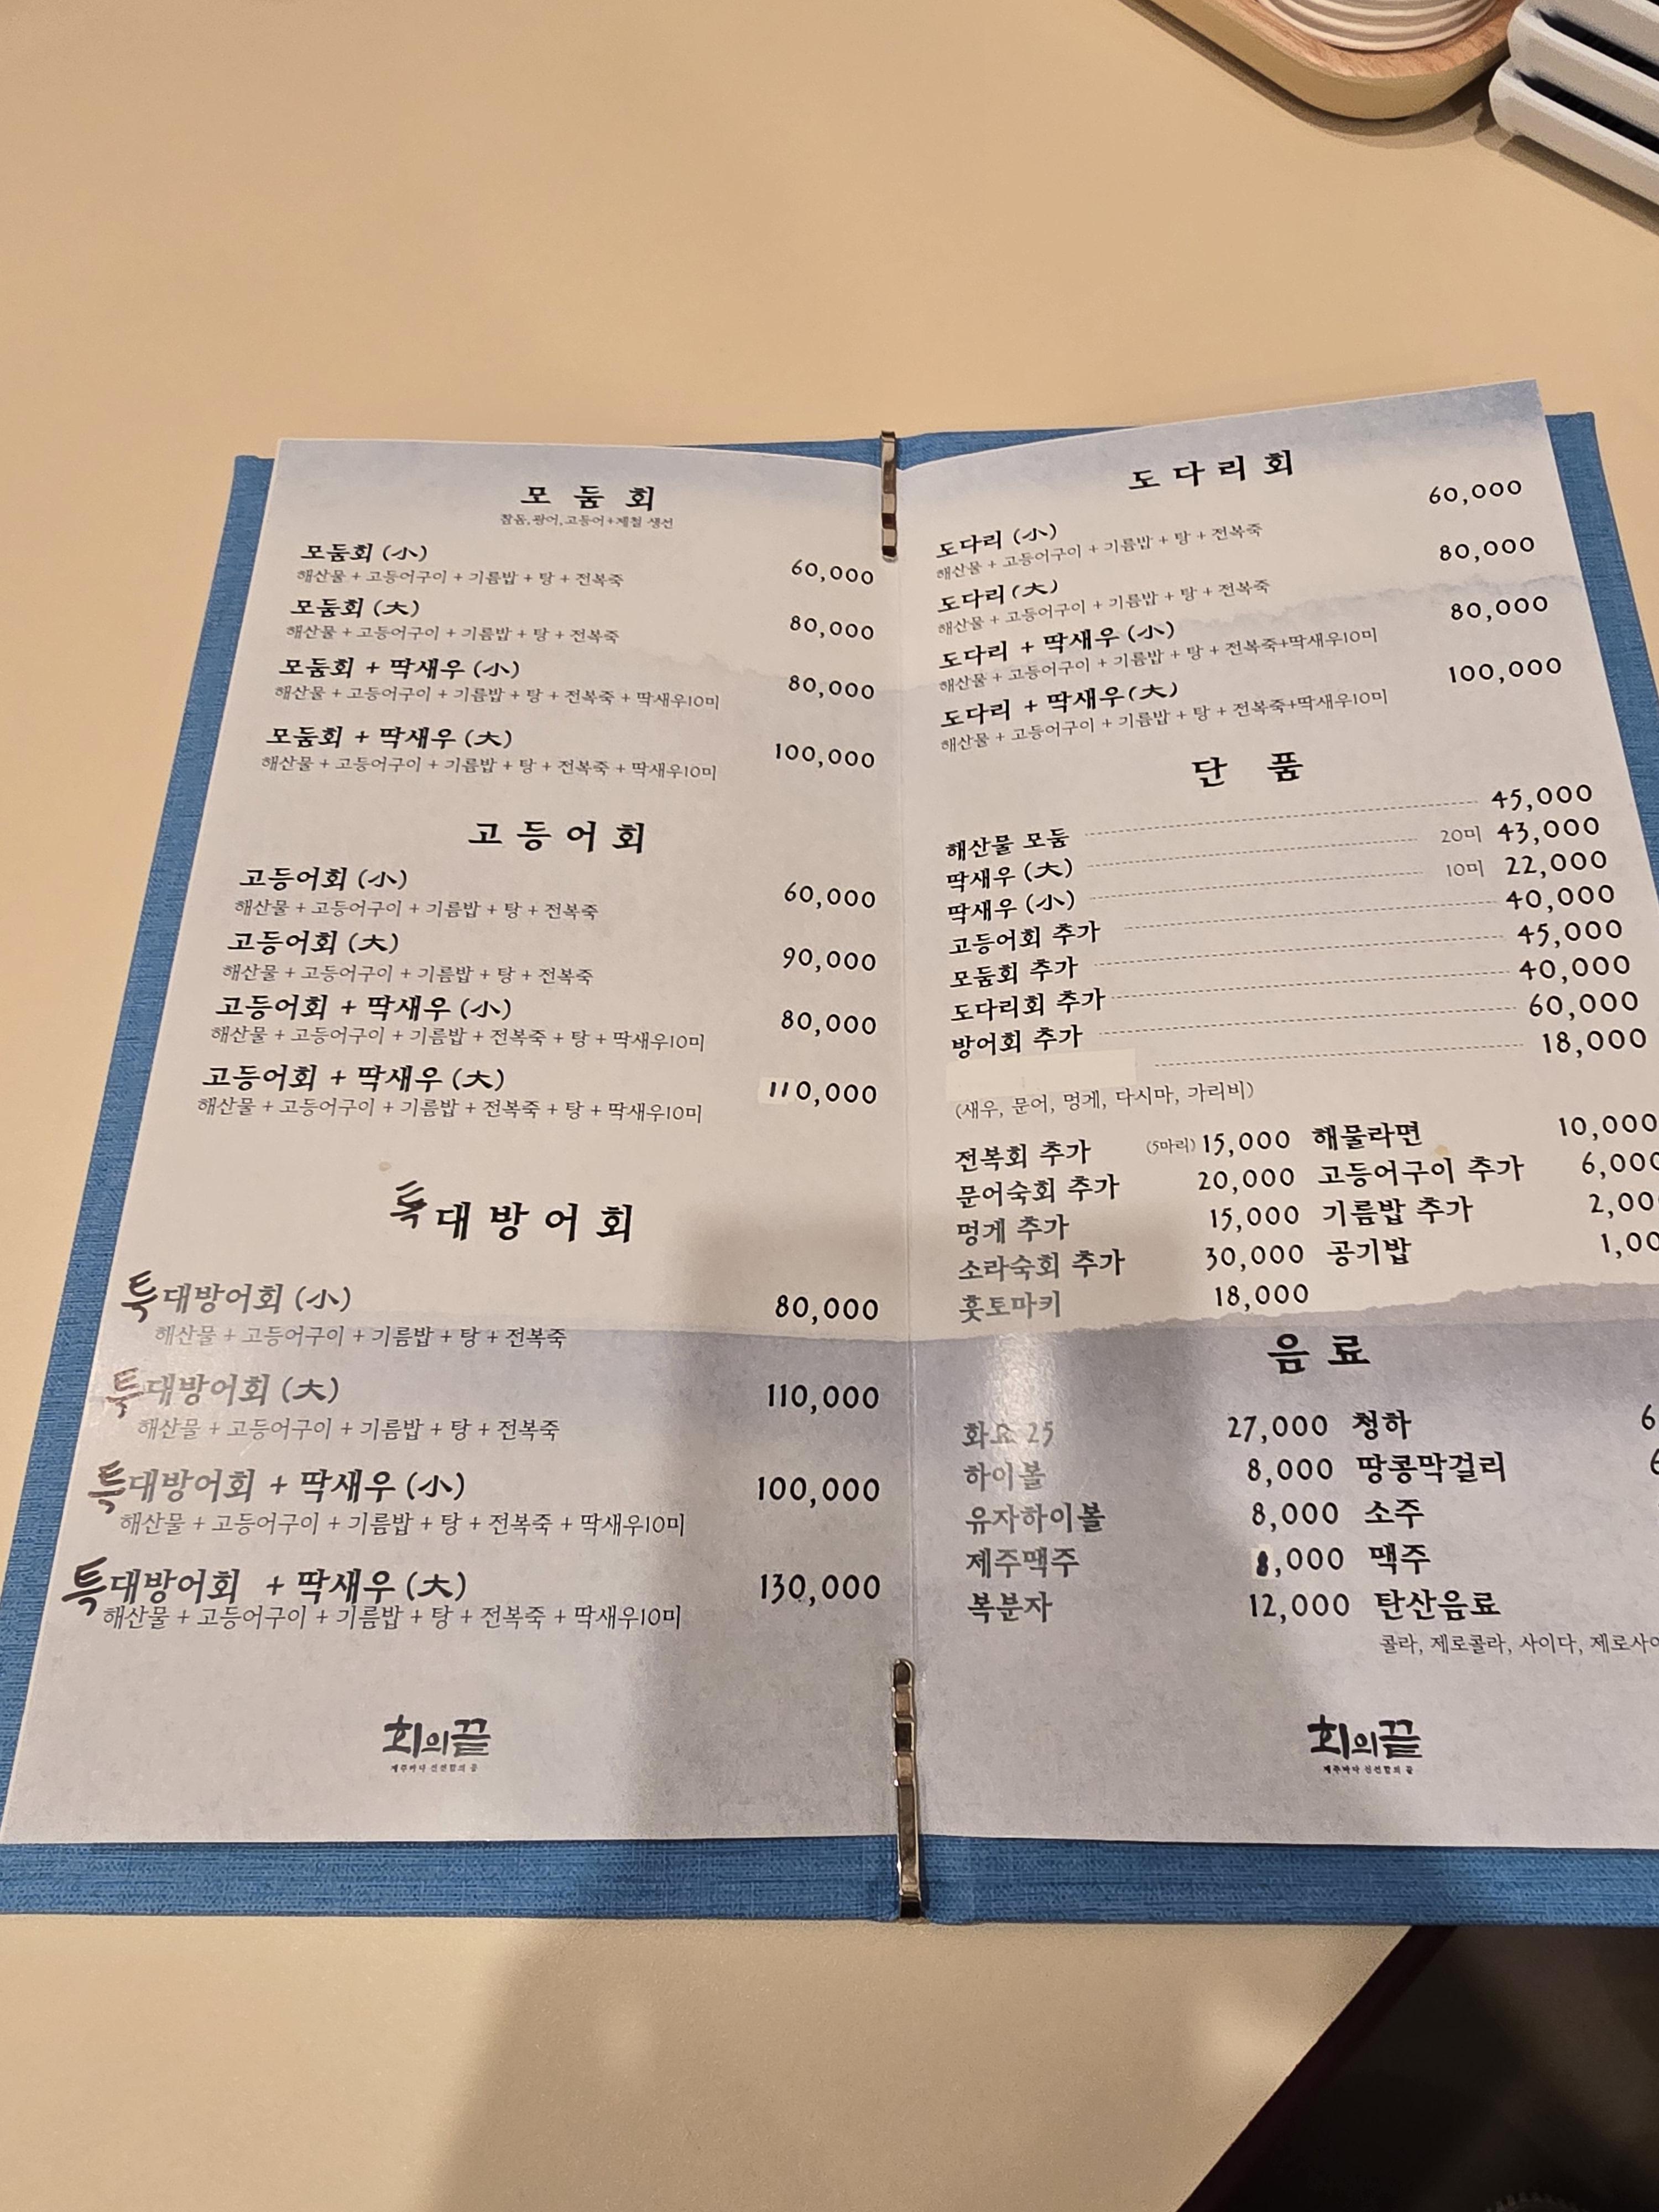 모 둠 회
참돔, 광어, 고등어+제철 생선
모둠회 (小) 60,000
해산물 + 고등어구이 + 기름밥 + 탕 + 전복죽
모둠회 (大) 80,000
해산물 + 고등어구이 + 기름밥 + 탕 + 전복죽
모둠회 + 딱새우 (小) 80,000
해산물 + 고등어구이 + 기름밥 + 탕 + 전복죽 + 딱새우10미
모둠회 + 딱새우 (大) 100,000
해산물 + 고등어구이 + 기름밥 + 탕 + 전복죽 + 딱새우10미
고 등 어 회
고등어회 (小) 60,000
해산물 + 고등어구이 + 기름밥 + 탕 + 전복죽
고등어회 (大) 90,000
해산물 + 고등어구이 + 기름밥 + 탕 + 전복죽
고등어회 + 딱새우 (小) 80,000
해산물 + 고등어구이 + 기름밥 + 전복죽 + 탕 + 딱새우10미
고등어회 + 딱새우 (大) 110,000
해산물 + 고등어구이 + 기름밥 + 전복죽 + 탕 + 딱새우10미
특 대 방 어 회
특대방어회 (小) 80,000
해산물 + 고등어구이 + 기름밥 + 탕 + 전복죽
특대방어회 (大) 110,000
해산물 + 고등어구이 + 기름밥 + 탕 + 전복죽
특대방어회 + 딱새우 (小) 100,000
해산물 + 고등어구이 + 기름밥 + 탕 + 전복죽 + 딱새우10미
특대방어회 + 딱새우 (大) 130,000
해산물 + 고등어구이 + 기름밥 + 탕 + 전복죽 + 딱새우10미
회의끝
제주바다 신선함의 끝
도 다 리 회
도다리 (小) 60,000
해산물 + 고등어구이 + 기름밥 + 탕 + 전복죽
도다리 (大) 80,000
해산물 + 고등어구이 + 기름밥 + 탕 + 전복죽
도다리 + 딱새우 (小) 80,000
해산물 + 고등어구이 + 기름밥 + 탕 + 전복죽+딱새우10미
도다리 + 딱새우(大) 100,000
해산물 + 고등어구이 + 기름밥 + 탕 + 전복죽+딱새우10미
단 품
해산물 모둠 45,000
딱새우 (大) 20미 43,000
딱새우 (小) 10미 22,000
고등어회 추가 40,000
모둠회 추가 45,000
도다리회 추가 40,000
방어회 추가 60,000
18,000
(새우, 문어, 멍게, 다시마, 가리비)
전복회 추가 (5마리) 15,000 해물라면 10,000
문어숙회 추가 20,000 고등어구이 추가 6,000
멍게 추가 15,000 기름밥 추가 2,00
소라숙회 추가 30,000 공기밥 1,00
훗토마키 18,000
음 료
화요 25 27,000 청하 6
하이볼 8,000 땅콩막걸리 6
유자하이볼 8,000 소주
제주맥주 8,000 맥주
복분자 12,000 탄산음료
콜라, 제로콜라, 사이다, 제로사이
회의끝
제주바다 신선함의 끝